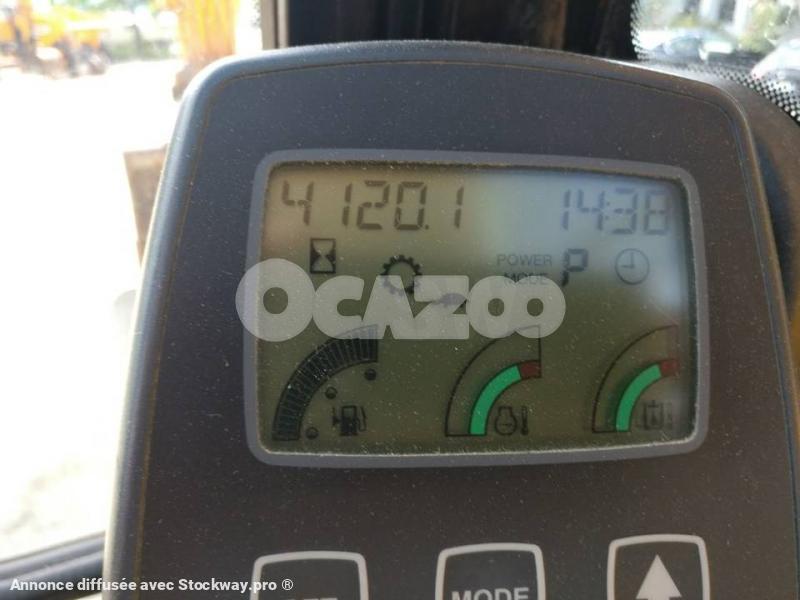 4120.1 14:38
POWER
MODE P
OCAZOO
MODE
Annonce diffusée avec Stockway.pro ®